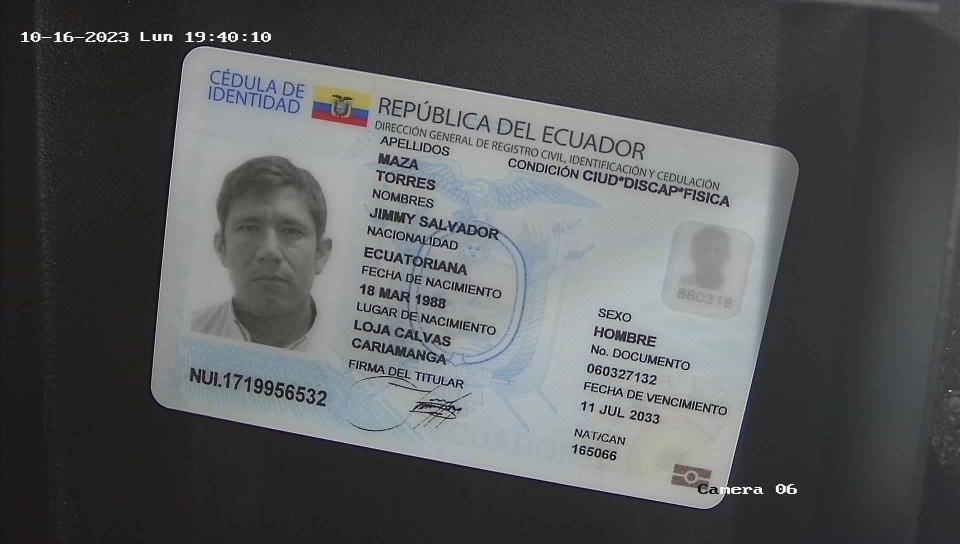 10-16-2023 Lun 19:40:10
CÉDULA DE
IDENTIDAD
REPÚBLICA DEL ECUADOR
DIRECCIÓN GENERAL DE REGISTRO CIVIL, IDENTIFICACIÓN Y CEDULACIÓN
APELLIDOS
CONDICIÓN CIUD*DISCAP*FISICA
MAZA
TORRES
NOMBRES
JIMMY SALVADOR
NACIONALIDAD
ECUATORIANA
FECHA DE NACIMIENTO
18 MAR 1988
LUGAR DE NACIMIENTO
LOJA CALVAS
CARIAMANGA
FIRMA DEL TITULAR
NUI.1719956532
880318
SEXO
HOMBRE
No. DOCUMENTO
060327132
FECHA DE VENCIMIENTO
11 JUL 2033
NAT/CAN
165066
Camera 06